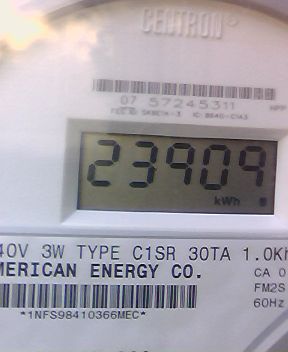 CENTRON
07 57245311
23909
kWh
40V 3W TYPE C1SR 30TA 1.0Kh
MERICAN ENERGY CO.
CA 0
FM2S
60Hz
*1NFS98410366MEC*